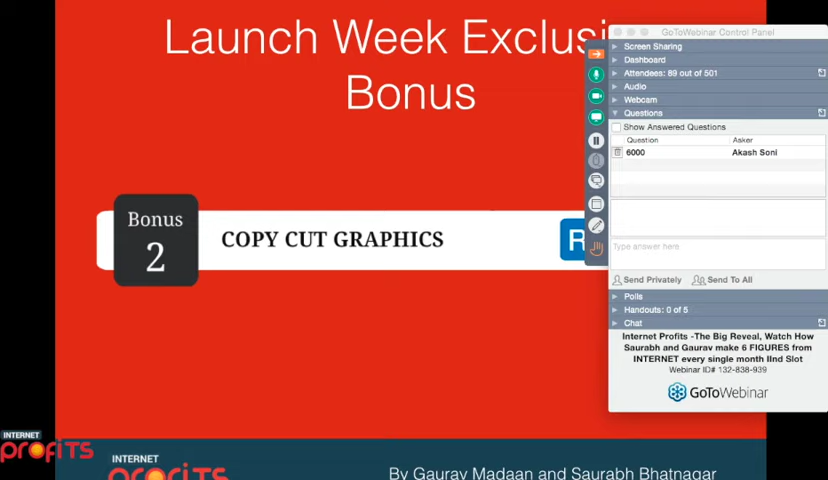 Launch Week Exclusi
Bonus
Bonus
2
COPY CUT GRAPHICS
R
INTERNET
PROFITS
INTERNET
profits
By Gaurav Madaan and Saurabh Bhatnagar
GoToWebinar Control Panel
Screen Sharing
Dashboard
Attendees: 89 out of 501
Audio
Webcam
Questions
Show Answered Questions
Question Asker
6000 Akash Soni
Type answer here
Send Privately Send To All
Polls
Handouts: 0 of 5
Chat
Internet Profits -The Big Reveal, Watch How
Saurabh and Gaurav make 6 FIGURES from
INTERNET every single month IInd Slot
Webinar ID# 132-838-939
GoToWebinar